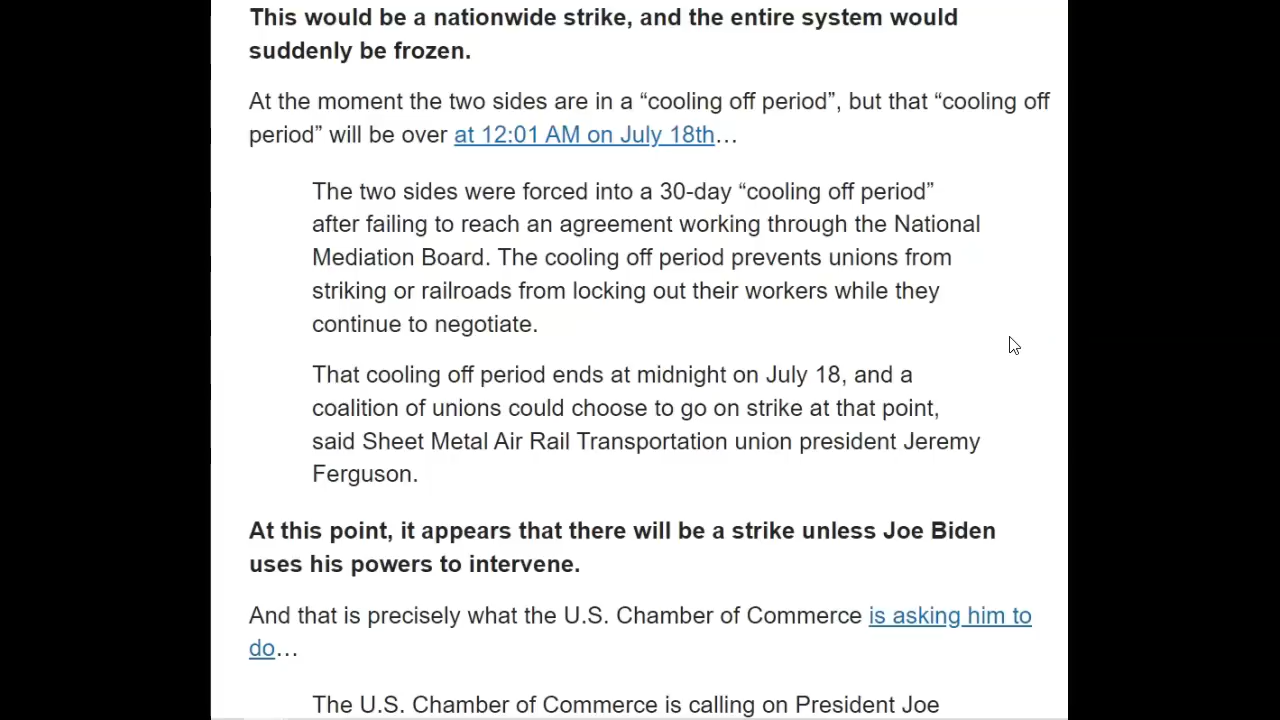 This would be a nationwide strike, and the entire system would
suddenly be frozen.
At the moment the two sides are in a “cooling off period”, but that “cooling off
period” will be over at 12:01 AM on July 18th…
The two sides were forced into a 30-day “cooling off period”
after failing to reach an agreement working through the National
Mediation Board. The cooling off period prevents unions from
striking or railroads from locking out their workers while they
continue to negotiate.
That cooling off period ends at midnight on July 18, and a
coalition of unions could choose to go on strike at that point,
said Sheet Metal Air Rail Transportation union president Jeremy
Ferguson.
At this point, it appears that there will be a strike unless Joe Biden
uses his powers to intervene.
And that is precisely what the U.S. Chamber of Commerce is asking him to
do…
The U.S. Chamber of Commerce is calling on President Joe